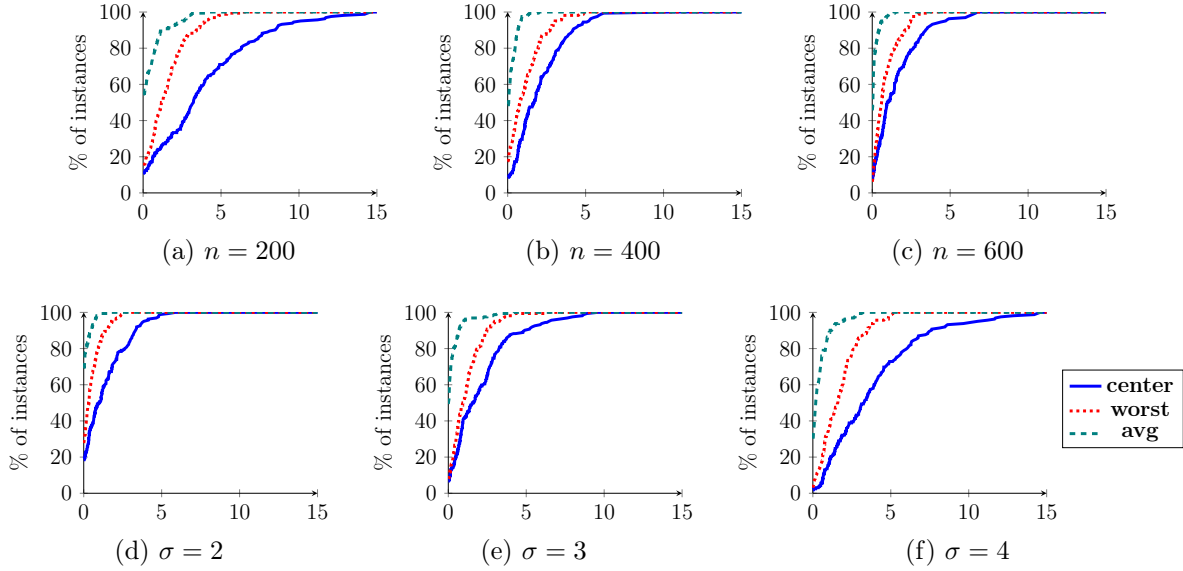 100
80
60
40
20
0
% of instances
0 5 10 15
(a) n = 200
100
80
60
40
20
0
% of instances
0 5 10 15
(b) n = 400
100
80
60
40
20
0
% of instances
0 5 10 15
(c) n = 600
100
80
60
40
20
0
% of instances
0 5 10 15
(d) σ = 2
100
80
60
40
20
0
% of instances
0 5 10 15
(e) σ = 3
100
80
60
40
20
0
% of instances
0 5 10 15
(f) σ = 4
center
worst
avg